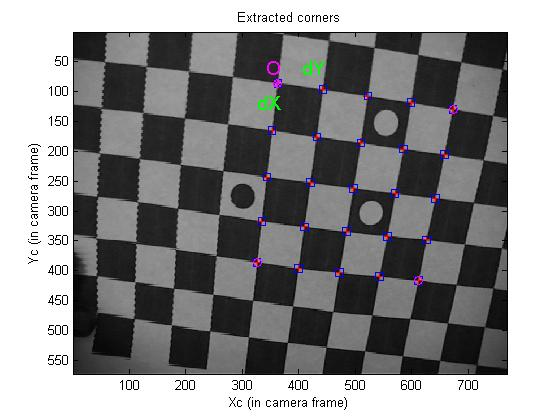 Extracted corners
O
dY
dX
50
100
150
200
250
300
350
400
450
500
550
Yc (in camera frame)
100 200 300 400 500 600 700
Xc (in camera frame)